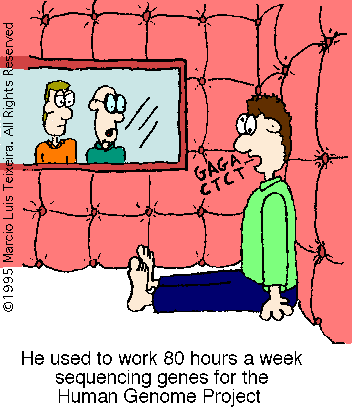 ©1995 Marcio Luis Teixeira. All Rights Reserved
GAGA
CTCT
He used to work 80 hours a week
sequencing genes for the
Human Genome Project